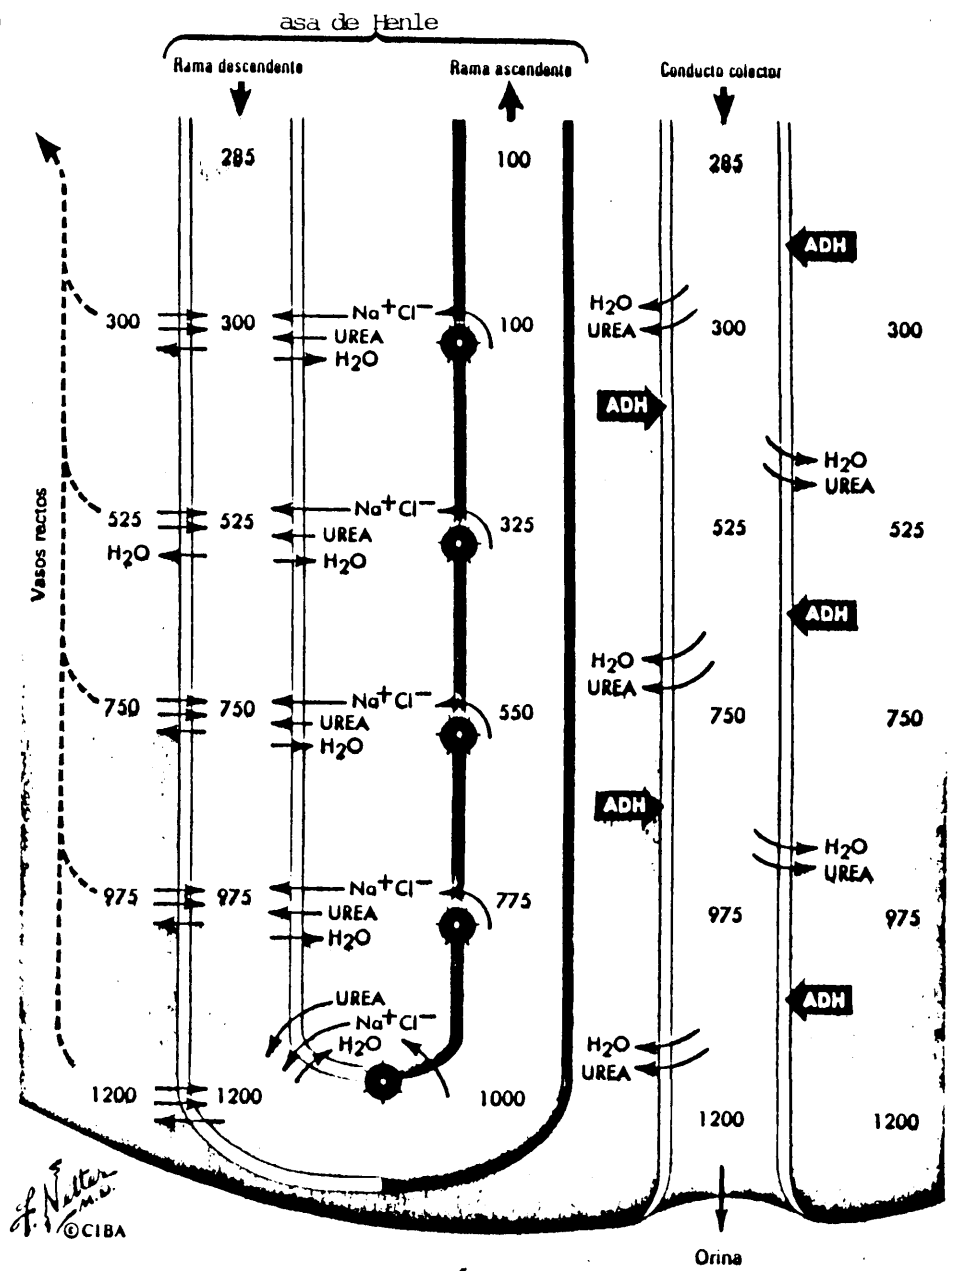 asa de Henle
Rama descendente Rama ascendente Conducto colector
285 100 285
ADH
300 300 Na+Cl− 100 H2O 300 300
UREA UREA
H2O
ADH
H2O
UREA
525 525 Na+Cl− 325 525 525
UREA
H2O H2O
Vasos rectos
ADH
H2O
UREA
750 750 Na+Cl− 550 750 750
UREA
H2O
ADH
H2O
UREA
975 975 Na+Cl− 775 975 975
UREA
H2O
UREA
Na+Cl−
H2O
ADH
H2O
UREA
1200 1200 1000 1200 1200
F. Netter M.D.
©CIBA
Orina